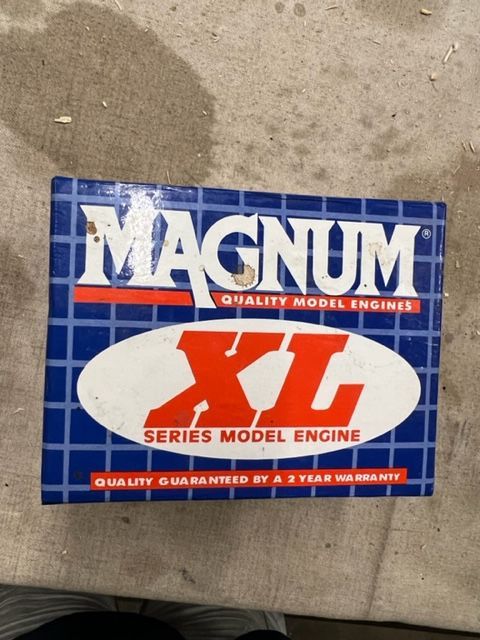 MAGNUM®
QUALITY MODEL ENGINES
XL
SERIES MODEL ENGINE
QUALITY GUARANTEED BY A 2 YEAR WARRANTY